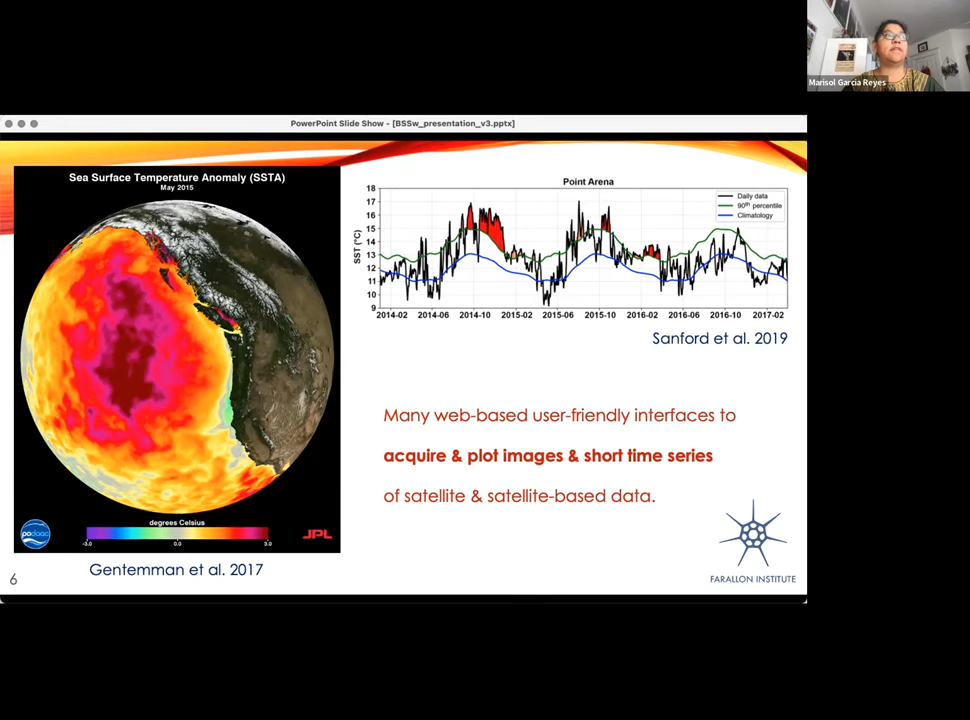 Marisol Garcia Reyes
PowerPoint Slide Show - [BSSw_presentation_v3.pptx]
Sea Surface Temperature Anomaly (SSTA)
May 2015
degrees Celsius
-3.0 0.0 3.0
podaac
JPL
Gentemman et al. 2017
6
Point Arena
Daily data
90th percentile
Climatology
SST (°C)
18
17
16
15
14
13
12
11
10
9
2014-02 2014-06 2014-10 2015-02 2015-06 2015-10 2016-02 2016-06 2016-10 2017-02
Sanford et al. 2019
Many web-based user-friendly interfaces to
acquire & plot images & short time series
of satellite & satellite-based data.
FARALLON INSTITUTE